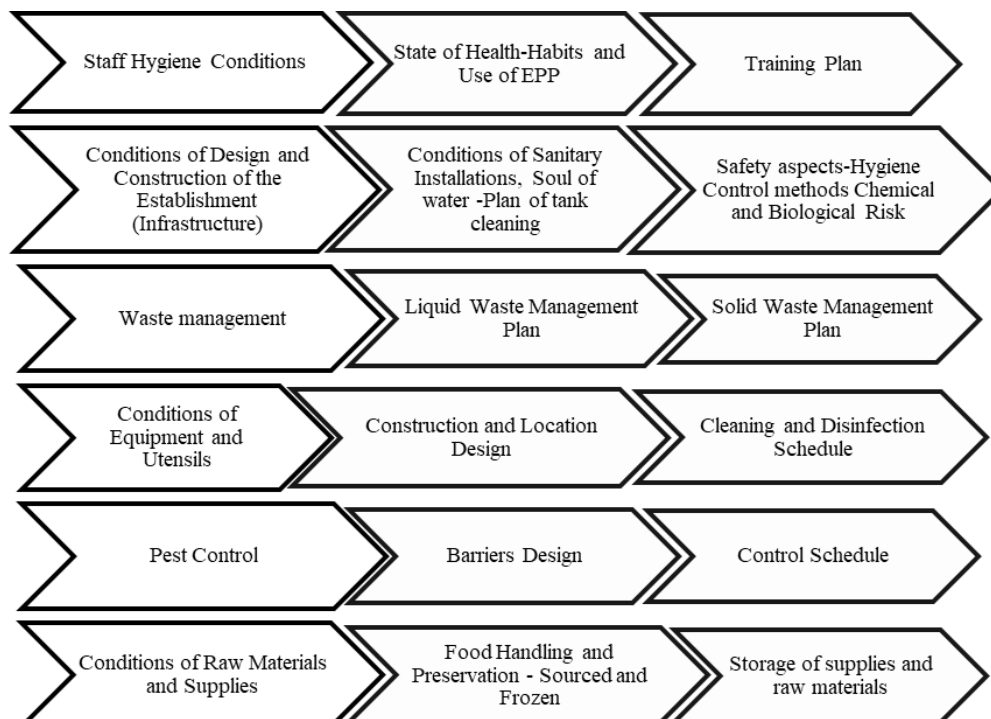 Staff Hygiene Conditions
State of Health-Habits and
Use of EPP
Training Plan
Conditions of Design and
Construction of the
Establishment
(Infrastructure)
Conditions of Sanitary
Installations, Soul of
water -Plan of tank
cleaning
Safety aspects-Hygiene
Control methods Chemical
and Biological Risk
Waste management
Liquid Waste Management
Plan
Solid Waste Management
Plan
Conditions of
Equipment and
Utensils
Construction and Location
Design
Cleaning and Disinfection
Schedule
Pest Control
Barriers Design
Control Schedule
Conditions of Raw Materials
and Supplies
Food Handling and
Preservation - Sourced and
Frozen
Storage of supplies and
raw materials